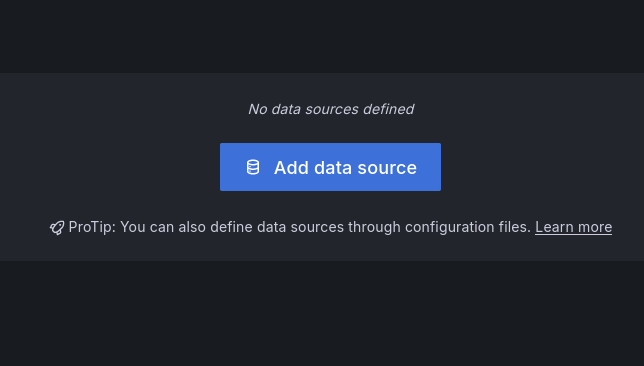 No data sources defined
Add data source
ProTip: You can also define data sources through configuration files. Learn more